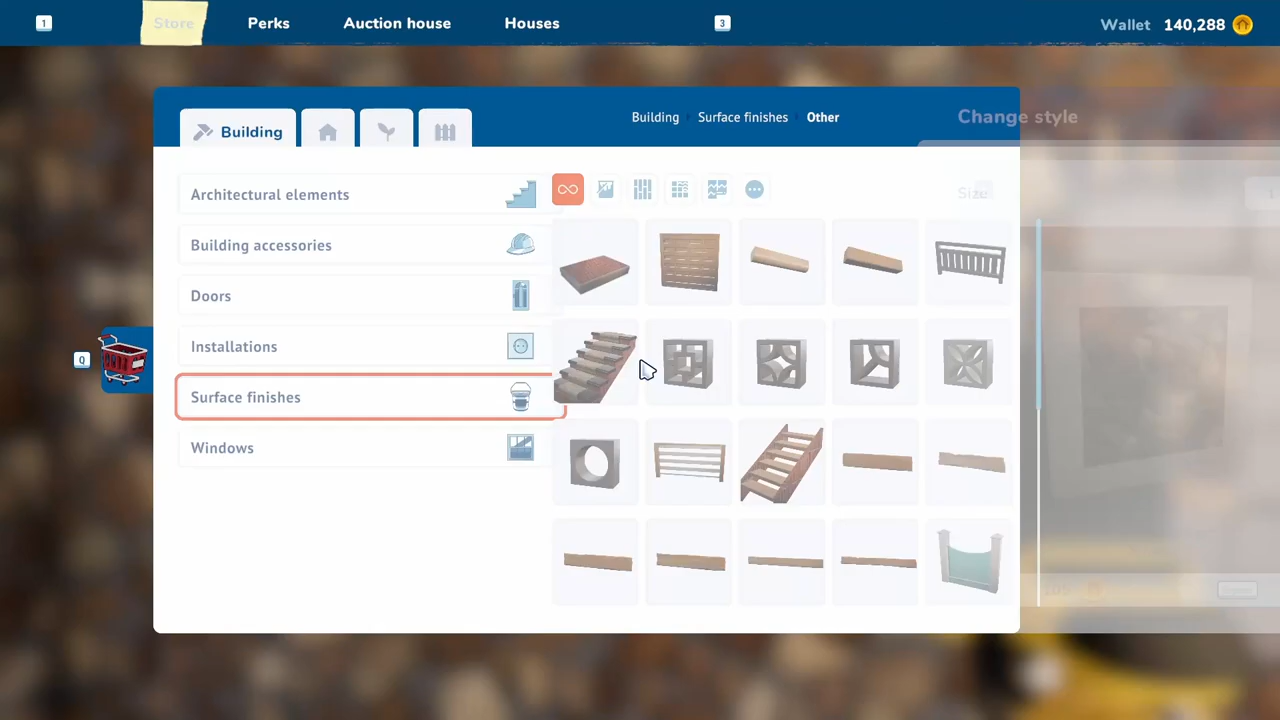 1
Store
Perks
Auction house
Houses
3
Wallet 140,288
Building
Building Surface finishes Other
Change style
Architectural elements
Building accessories
Doors
Installations
Surface finishes
Windows
Size
Q